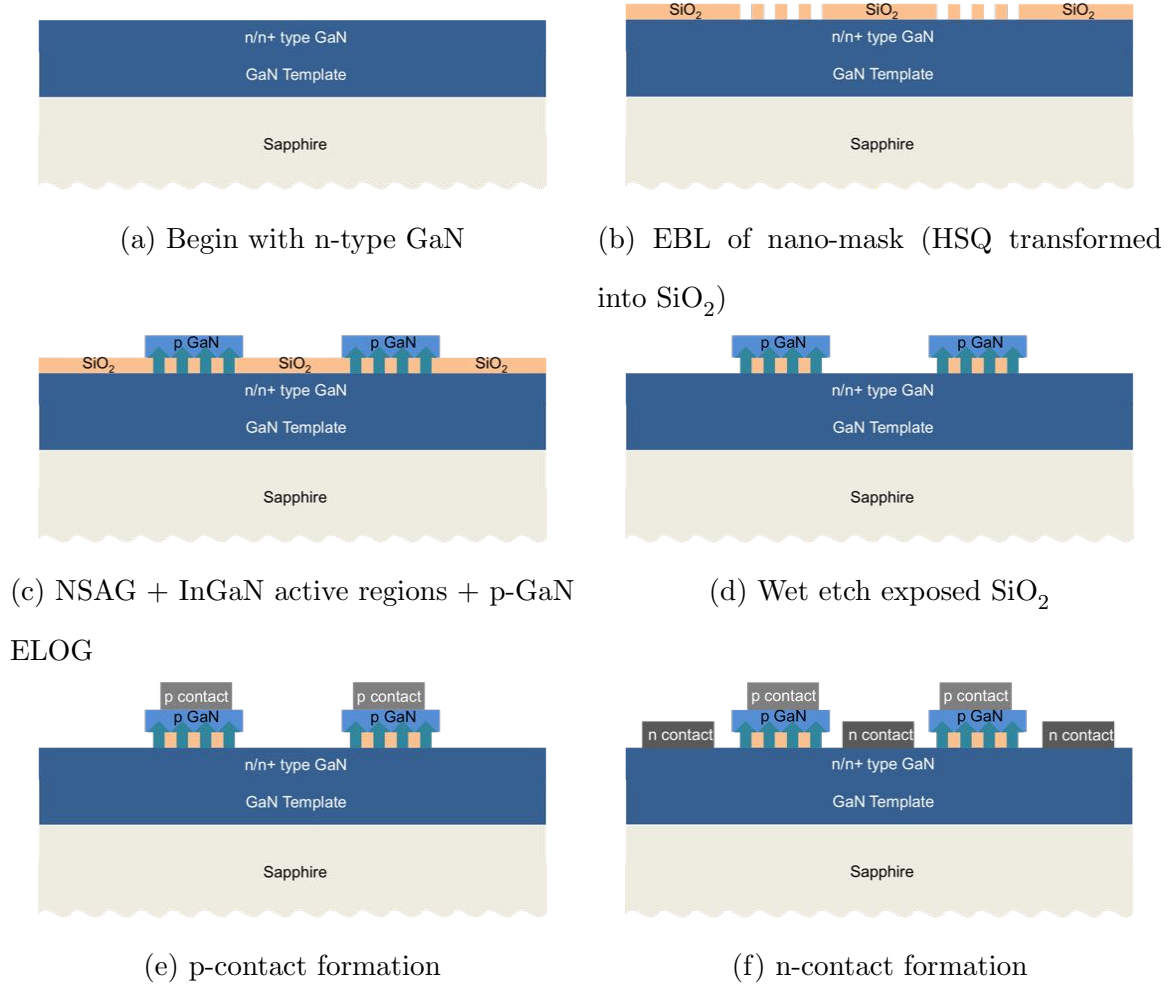 n/n+ type GaN
GaN Template
Sapphire
(a) Begin with n-type GaN
SiO₂ SiO₂ SiO₂
n/n+ type GaN
GaN Template
Sapphire
(b) EBL of nano-mask (HSQ transformed
into SiO₂)
p GaN p GaN
SiO₂ SiO₂ SiO₂
n/n+ type GaN
GaN Template
Sapphire
(c) NSAG + InGaN active regions + p-GaN
ELOG
p GaN p GaN
n/n+ type GaN
GaN Template
Sapphire
(d) Wet etch exposed SiO₂
p contact p contact
p GaN p GaN
n/n+ type GaN
GaN Template
Sapphire
(e) p-contact formation
p contact p contact
p GaN p GaN
n contact n contact n contact
n/n+ type GaN
GaN Template
Sapphire
(f) n-contact formation